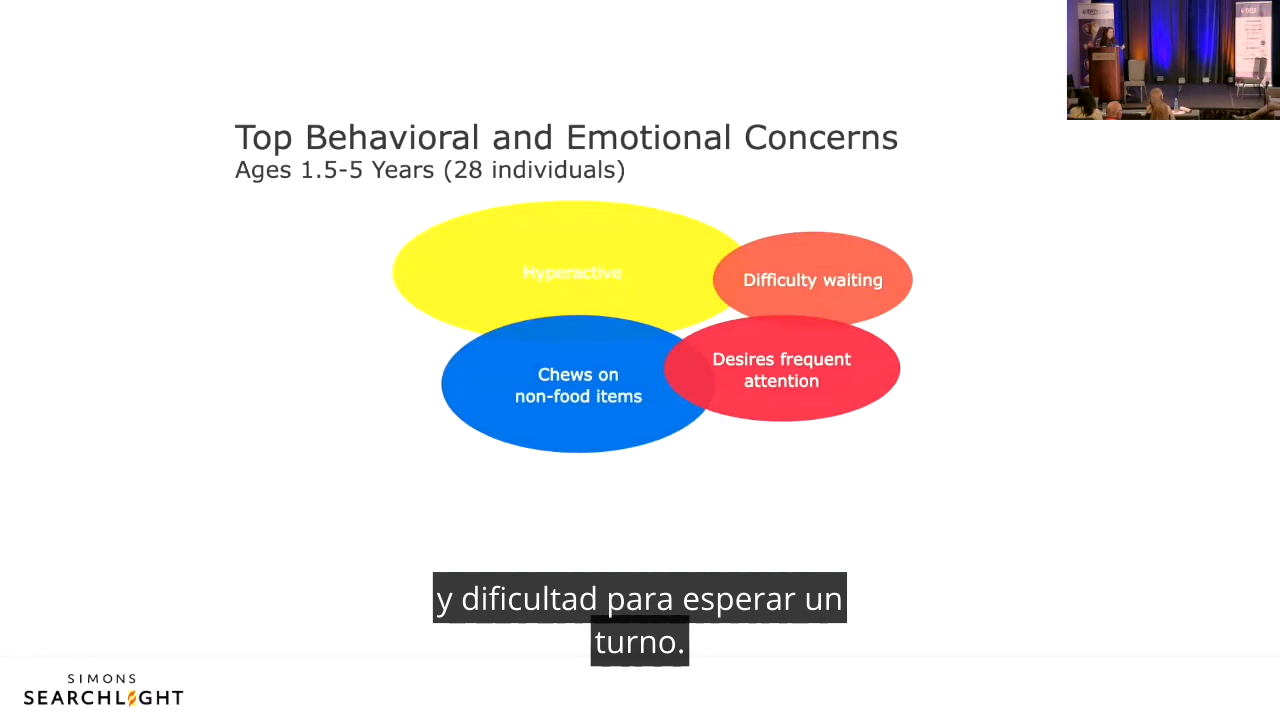 Top Behavioral and Emotional Concerns
Ages 1.5-5 Years (28 individuals)
Hyperactive
Difficulty waiting
Desires frequent
attention
Chews on
non-food items
y dificultad para esperar un
turno.
SIMONS
SEARCHLIGHT